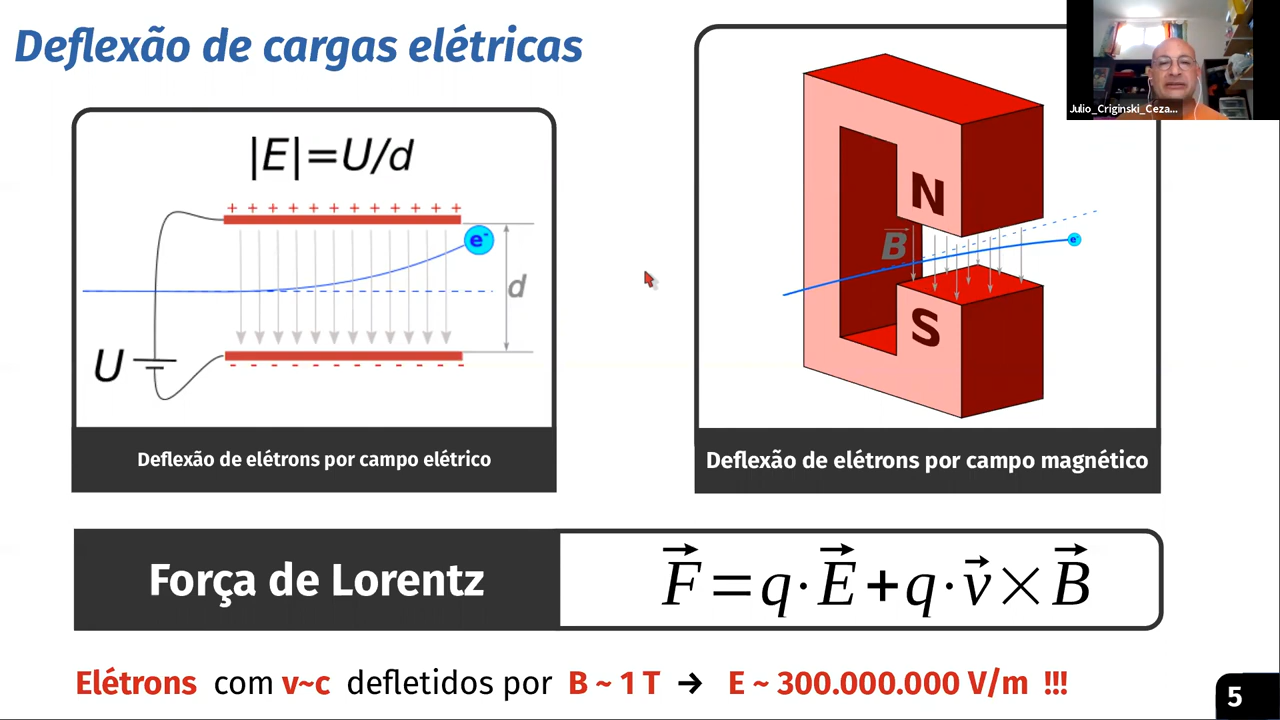 Deflexão de cargas elétricas
Julio_Criginski_Ceza...
|E|=U/d
+ + + + + + + + + + + +
e-
d
U
- - - - - - - - - - - -
Deflexão de elétrons por campo elétrico
N
B
e-
S
Deflexão de elétrons por campo magnético
Força de Lorentz
F=q·E+q·v×B
Elétrons com v~c defletidos por B ~ 1 T → E ~ 300.000.000 V/m !!!
5